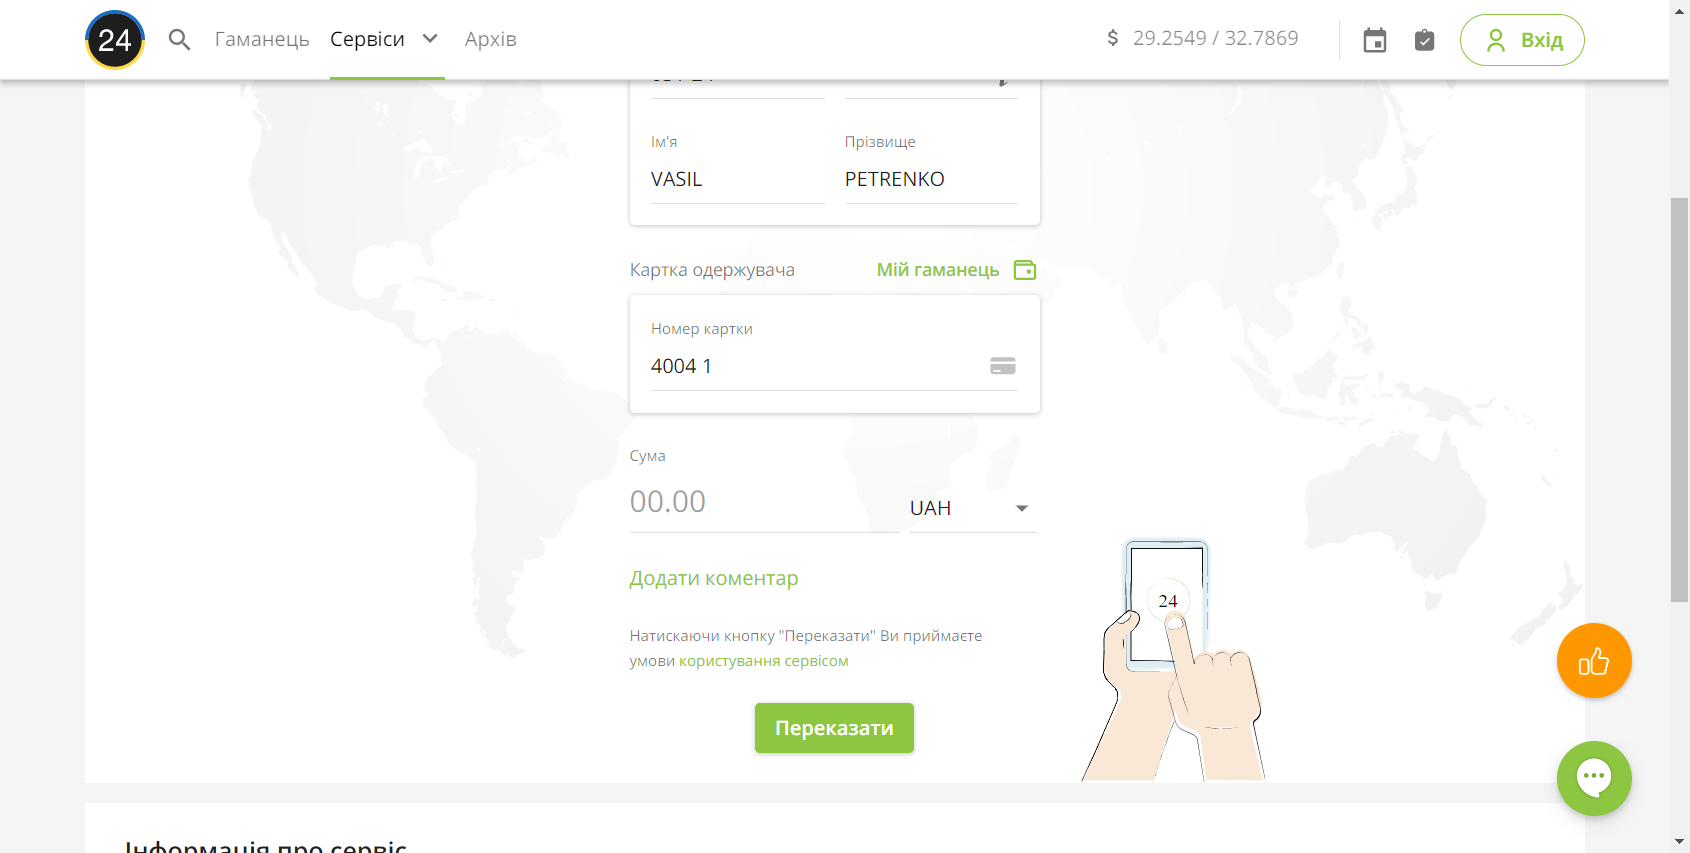 24
Гаманець
Сервіси
Архів
$ 29.2549 / 32.7869
Вхід
Ім'я
Прізвище
VASIL
PETRENKO
Картка одержувача
Мій гаманець
Номер картки
4004 1
Сума
00.00
UAH
Додати коментар
Натискаючи кнопку "Переказати" Ви приймаєте
умови користування сервісом
24
Переказати
Інформація про сервіс